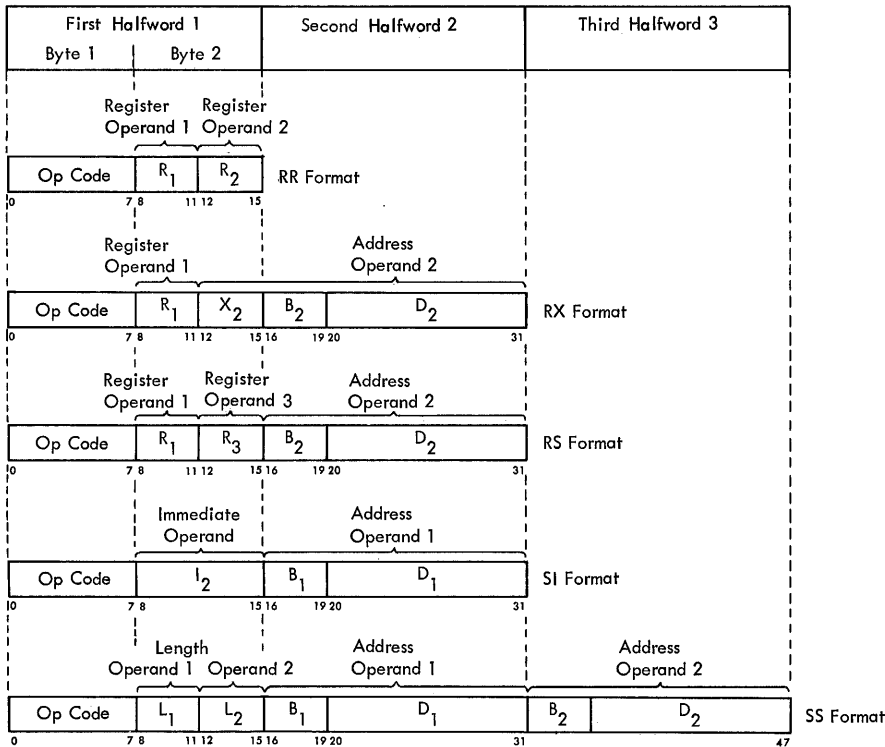 First Halfword 1 Second Halfword 2 Third Halfword 3
Byte 1 Byte 2
Register Register
Operand 1 Operand 2
Op Code R1 R2 RR Format
0 7 8 11 12 15
Register Address
Operand 1 Operand 2
Op Code R1 X2 B2 D2 RX Format
0 7 8 11 12 15 16 19 20 31
Register Register Address
Operand 1 Operand 3 Operand 2
Op Code R1 R3 B2 D2 RS Format
0 7 8 11 12 15 16 19 20 31
Immediate Address
Operand Operand 1
Op Code I2 B1 D1 SI Format
0 7 8 15 16 19 20 31
Length Address Address
Operand 1 Operand 2 Operand 1 Operand 2
Op Code L1 L2 B1 D1 B2 D2 SS Format
0 7 8 11 12 15 16 19 20 31 47